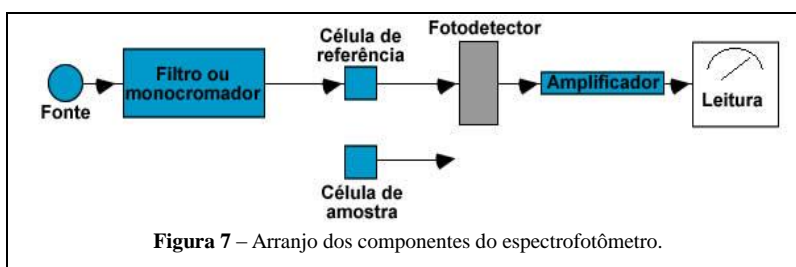 Fonte
Filtro ou
monocromador
Célula de
referência
Fotodetector
Amplificador
Leitura
Célula de
amostra
Figura 7 – Arranjo dos componentes do espectrofotômetro.